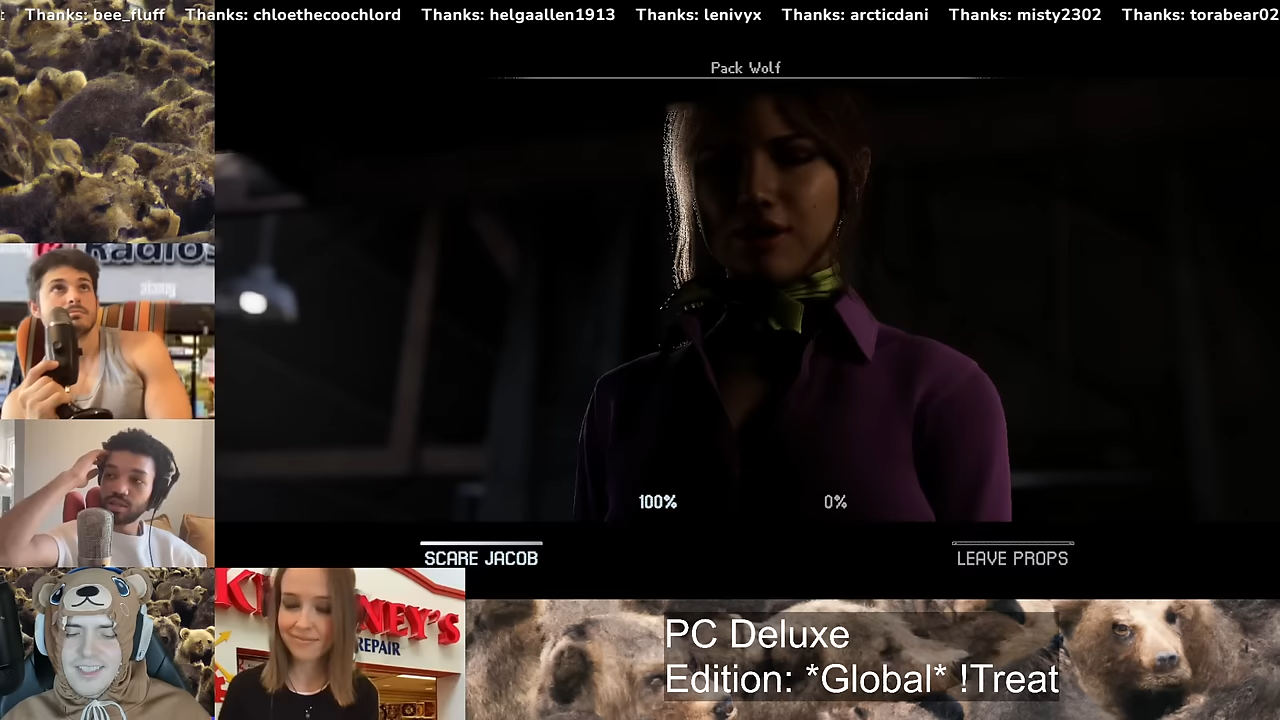 Thanks: bee_fluff Thanks: chloethecoochlord Thanks: helgaallen1913 Thanks: lenivyx Thanks: arcticdani Thanks: misty2302 Thanks: torabear02
Pack Wolf
100% 0%
SCARE JACOB LEAVE PROPS
REPAIR
PC Deluxe
Edition: *Global* !Treat